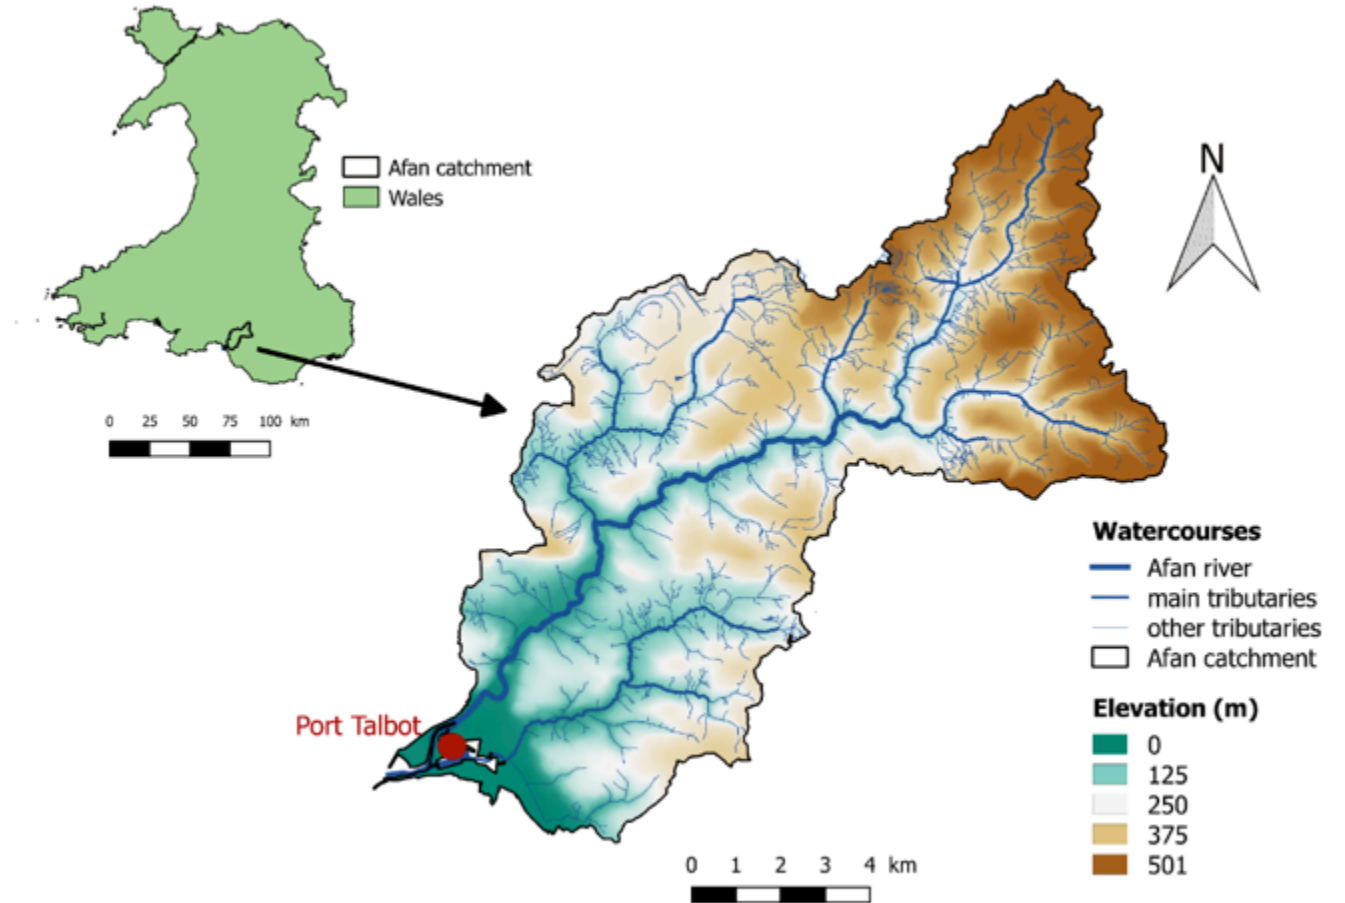 Afan catchment
Wales
0 25 50 75 100 km
N
Port Talbot
Watercourses
Afan river
main tributaries
other tributaries
Afan catchment
Elevation (m)
0
125
250
375
501
0 1 2 3 4 km